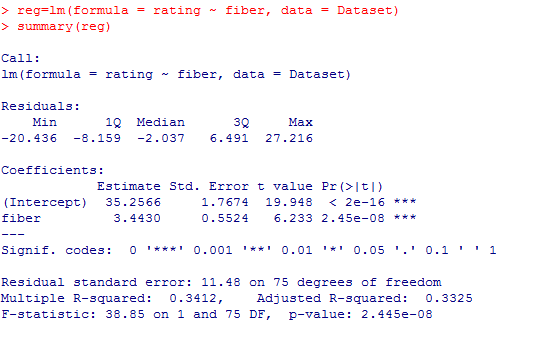 > reg=lm(formula = rating ~ fiber, data = Dataset)
> summary(reg)
Call:
lm(formula = rating ~ fiber, data = Dataset)
Residuals:
    Min      1Q  Median      3Q     Max
-20.436  -8.159  -2.037   6.491  27.216
Coefficients:
            Estimate Std. Error t value Pr(>|t|)
(Intercept)  35.2566     1.7674  19.948  < 2e-16 ***
fiber         3.4430     0.5524   6.233 2.45e-08 ***
---
Signif. codes:  0 '***' 0.001 '**' 0.01 '*' 0.05 '.' 0.1 ' ' 1
Residual standard error: 11.48 on 75 degrees of freedom
Multiple R-squared:  0.3412,    Adjusted R-squared:  0.3325
F-statistic: 38.85 on 1 and 75 DF,  p-value: 2.445e-08